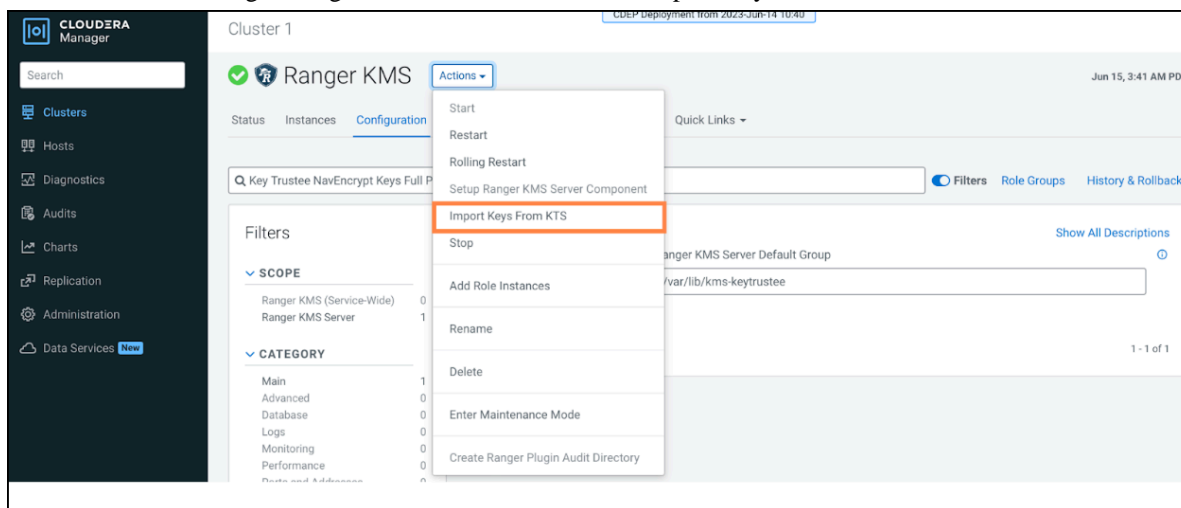 CLOUDERA
Manager
Search
Clusters
Hosts
Diagnostics
Audits
Charts
Replication
Administration
Data Services New
Cluster 1
CDEP Deployment from 2023-Jun-14 10:40
Ranger KMS
Actions
Jun 15, 3:41 AM PD
Status Instances Configuration Quick Links
Key Trustee NavEncrypt Keys Full P
Filters Role Groups History & Rollback
Start
Restart
Rolling Restart
Setup Ranger KMS Server Component
Import Keys From KTS
Stop
Add Role Instances
Rename
Delete
Enter Maintenance Mode
Create Ranger Plugin Audit Directory
Filters
SCOPE
Ranger KMS (Service-Wide) 0
Ranger KMS Server 1
CATEGORY
Main 1
Advanced 0
Database 0
Logs 0
Monitoring 0
Performance 0
Ports and Addresses 0
Show All Descriptions
anger KMS Server Default Group
/var/lib/kms-keytrustee
1 - 1 of 1